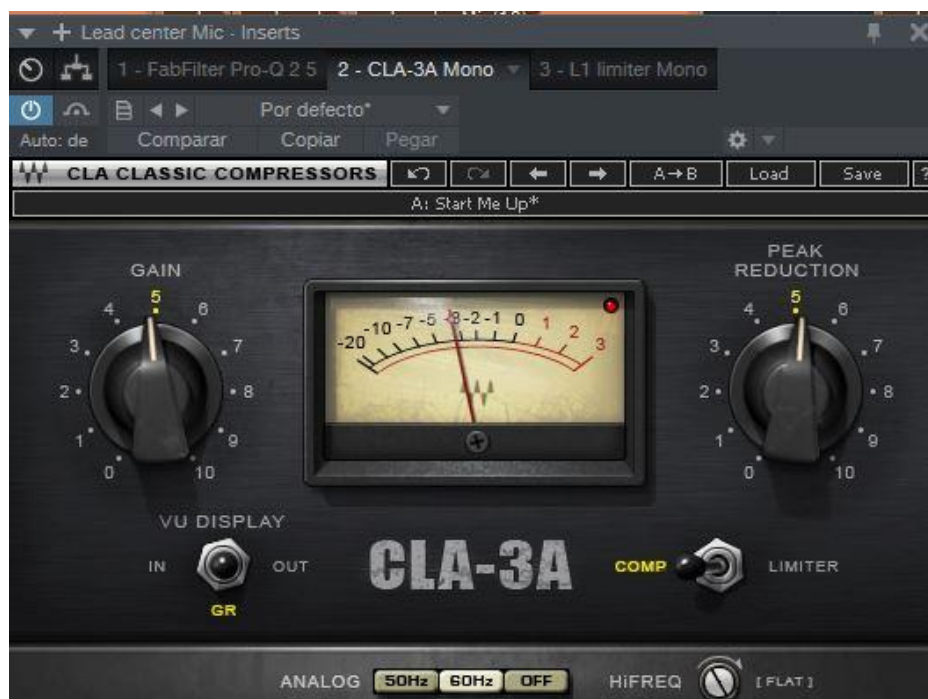 Lead center Mic - Inserts
1 - FabFilter Pro-Q 2 5 2 - CLA-3A Mono 3 - L1 limiter Mono
Por defecto*
Auto: de Comparar Copiar Pegar
CLA CLASSIC COMPRESSORS A→B Load Save ?
A: Start Me Up*
GAIN
0 1 2 3 4 5 6 7 8 9 10
-20 -10 -7 -5 -3 -2 -1 0 1 2 3
PEAK
REDUCTION
0 1 2 3 4 5 6 7 8 9 10
VU DISPLAY
IN OUT
GR
CLA-3A
COMP LIMITER
ANALOG 50Hz 60Hz OFF HiFREQ [FLAT]